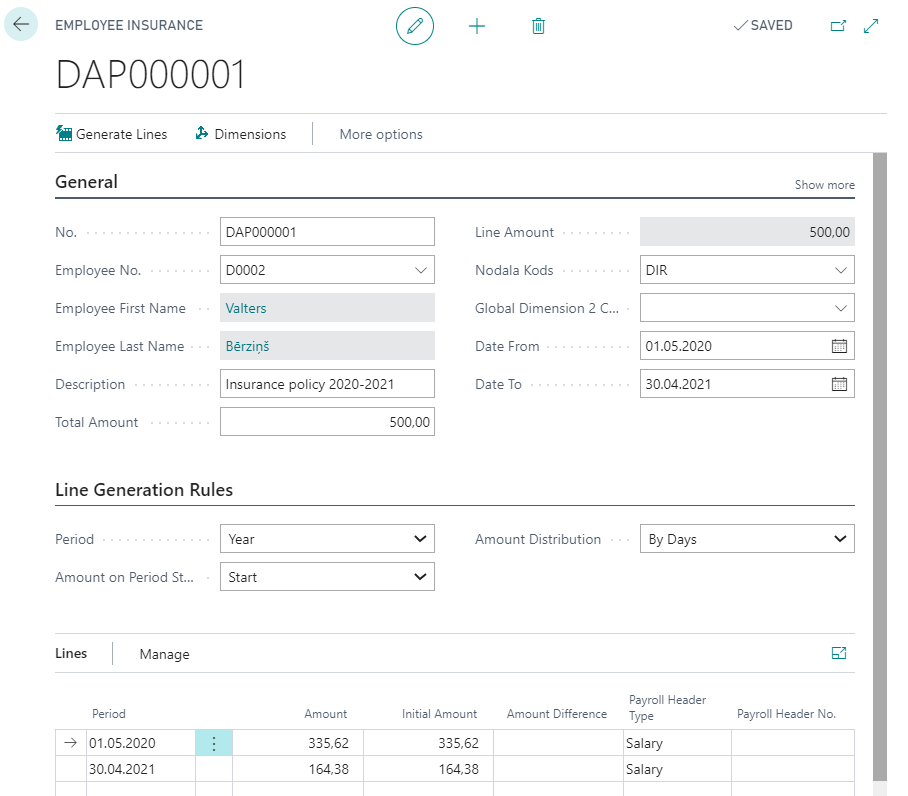 EMPLOYEE INSURANCE
SAVED
DAP000001
Generate Lines
Dimensions
More options
General
Show more
No.
DAP000001
Line Amount
500,00
Employee No.
D0002
Nodala Kods
DIR
Employee First Name
Valters
Global Dimension 2 C...
Employee Last Name
Bērziņš
Date From
01.05.2020
Description
Insurance policy 2020-2021
Date To
30.04.2021
Total Amount
500,00
Line Generation Rules
Period
Year
Amount Distribution
By Days
Amount on Period St...
Start
Lines
Manage
Period Amount Initial Amount Amount Difference Payroll Header Type Payroll Header No.
01.05.2020 335,62 335,62 Salary
30.04.2021 164,38 164,38 Salary